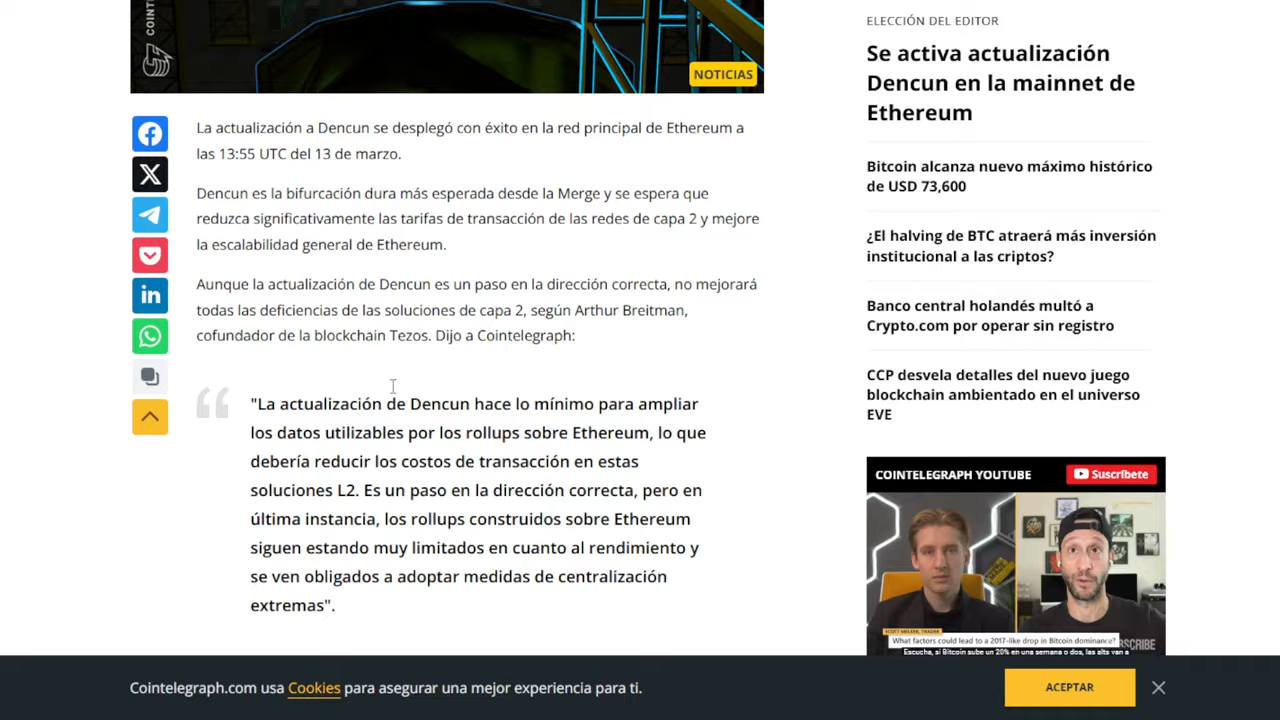 COINTE
NOTICIAS
La actualización a Dencun se desplegó con éxito en la red principal de Ethereum a
las 13:55 UTC del 13 de marzo.
Dencun es la bifurcación dura más esperada desde la Merge y se espera que
reduzca significativamente las tarifas de transacción de las redes de capa 2 y mejore
la escalabilidad general de Ethereum.
Aunque la actualización de Dencun es un paso en la dirección correcta, no mejorará
todas las deficiencias de las soluciones de capa 2, según Arthur Breitman,
cofundador de la blockchain Tezos. Dijo a Cointelegraph:
"La actualización de Dencun hace lo mínimo para ampliar
los datos utilizables por los rollups sobre Ethereum, lo que
debería reducir los costos de transacción en estas
soluciones L2. Es un paso en la dirección correcta, pero en
última instancia, los rollups construidos sobre Ethereum
siguen estando muy limitados en cuanto al rendimiento y
se ven obligados a adoptar medidas de centralización
extremas".
ELECCIÓN DEL EDITOR
Se activa actualización
Dencun en la mainnet de
Ethereum
Bitcoin alcanza nuevo máximo histórico
de USD 73,600
¿El halving de BTC atraerá más inversión
institucional a las criptos?
Banco central holandés multó a
Crypto.com por operar sin registro
CCP desvela detalles del nuevo juego
blockchain ambientado en el universo
EVE
COINTELEGRAPH YOUTUBE
Suscríbete
What factors could lead to a 2017-like drop in Bitcoin dominance?
Escucha, si Bitcoin sube un 20% en una semana o dos, las alts van a
Cointelegraph.com usa Cookies para asegurar una mejor experiencia para ti.
ACEPTAR